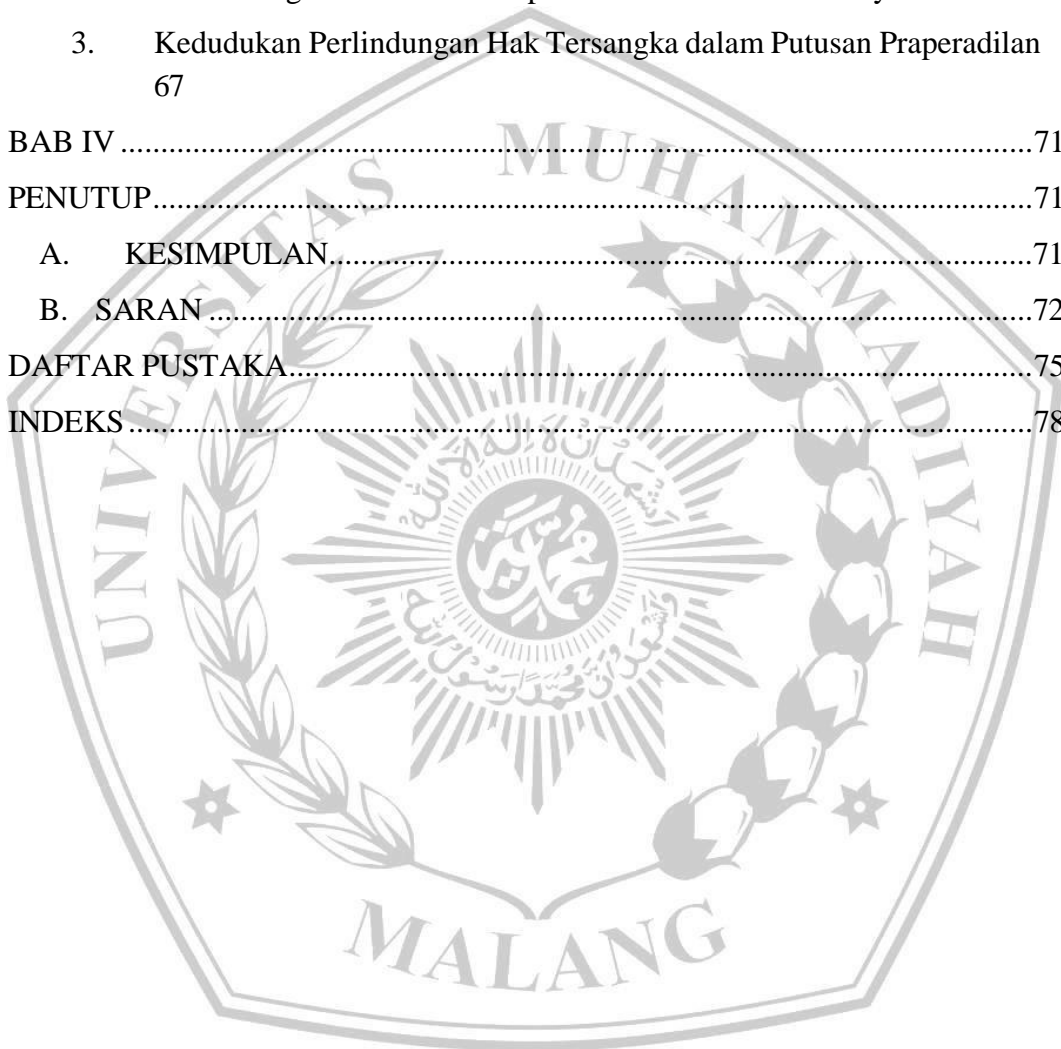 3. Kedudukan Perlindungan Hak Tersangka dalam Putusan Praperadilan
67
BAB IV ........................................................................................................71
PENUTUP....................................................................................................71
A. KESIMPULAN.......................................................................................71
B. SARAN ..................................................................................................72
DAFTAR PUSTAKA.....................................................................................75
INDEKS .......................................................................................................78
UNIVERSITAS MUHAMMADIYAH
MALANG